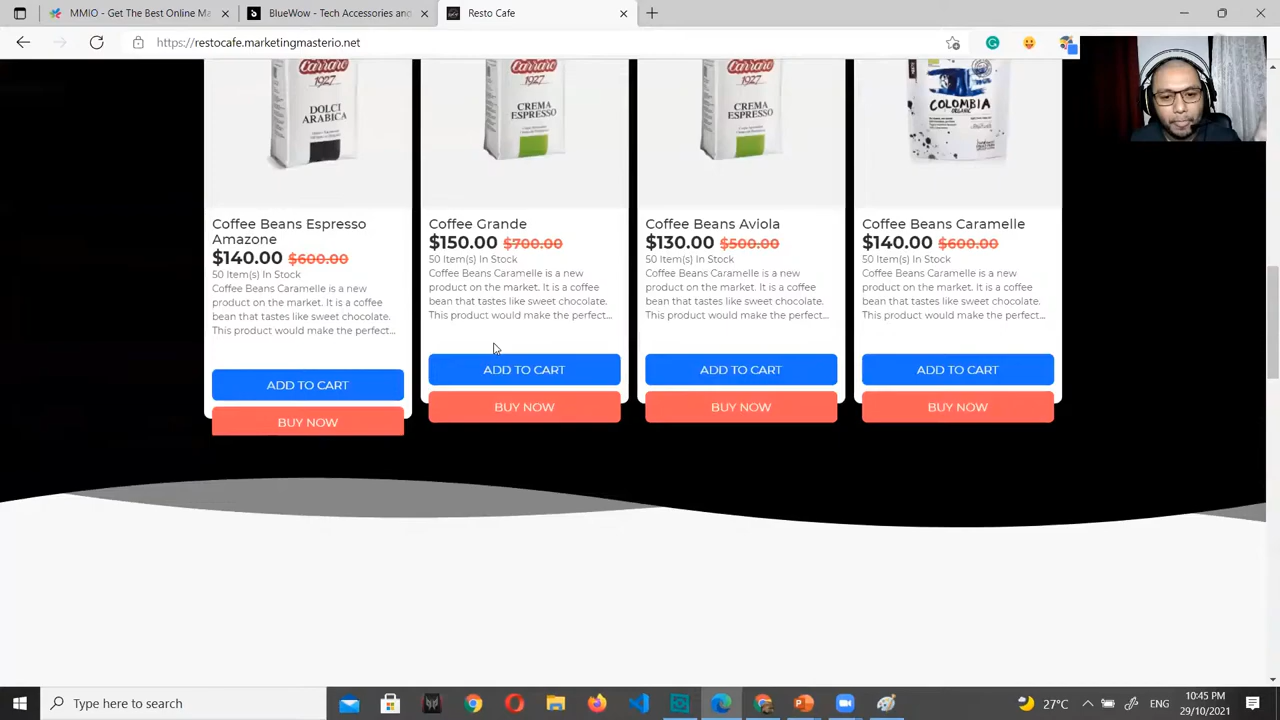 MMIO - Get The Best Online Ma
BlueWow - Tech Accessories and
Resto Cafe
https://restocafe.marketingmasterio.net
Carraro
1927
DOLCI
ARABICA
Carraro
1927
CREMA
ESPRESSO
Carraro
1927
CREMA
ESPRESSO
COLOMBIA
ORGANIC
Coffee Beans Espresso
Amazone
$140.00 $600.00
50 Item(s) In Stock
Coffee Beans Caramelle is a new
product on the market. It is a coffee
bean that tastes like sweet chocolate.
This product would make the perfect...
ADD TO CART
BUY NOW
Coffee Grande
$150.00 $700.00
50 Item(s) In Stock
Coffee Beans Caramelle is a new
product on the market. It is a coffee
bean that tastes like sweet chocolate.
This product would make the perfect...
ADD TO CART
BUY NOW
Coffee Beans Aviola
$130.00 $500.00
50 Item(s) In Stock
Coffee Beans Caramelle is a new
product on the market. It is a coffee
bean that tastes like sweet chocolate.
This product would make the perfect...
ADD TO CART
BUY NOW
Coffee Beans Caramelle
$140.00 $600.00
50 Item(s) In Stock
Coffee Beans Caramelle is a new
product on the market. It is a coffee
bean that tastes like sweet chocolate.
This product would make the perfect...
ADD TO CART
BUY NOW
Type here to search
27°C
ENG
10:45 PM
29/10/2021